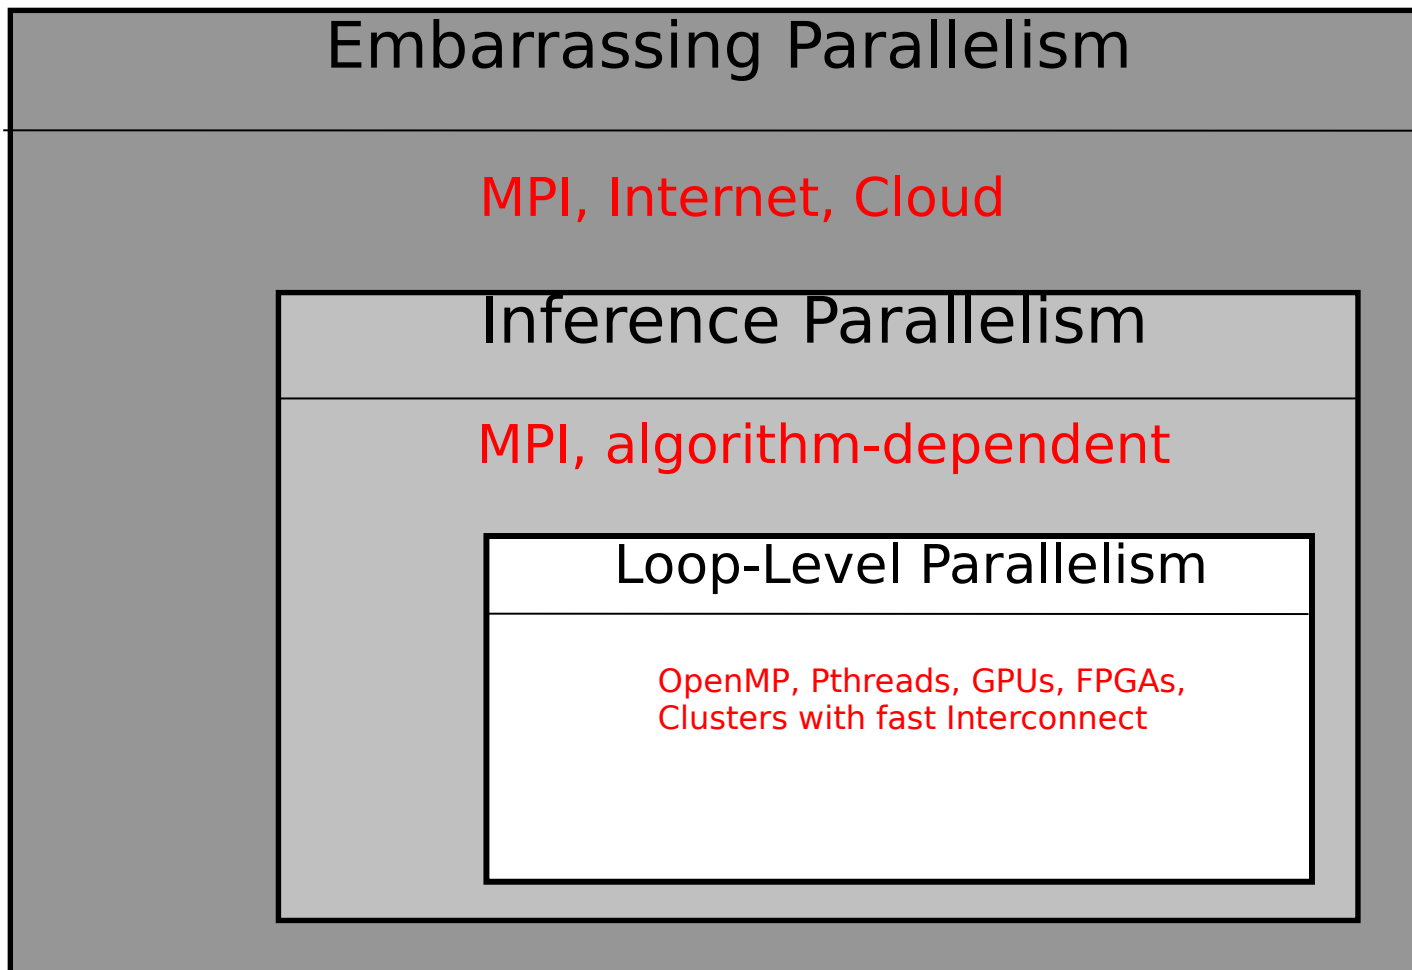 Embarrassing Parallelism
MPI, Internet, Cloud
Inference Parallelism
MPI, algorithm-dependent
Loop-Level Parallelism
OpenMP, Pthreads, GPUs, FPGAs,
Clusters with fast Interconnect